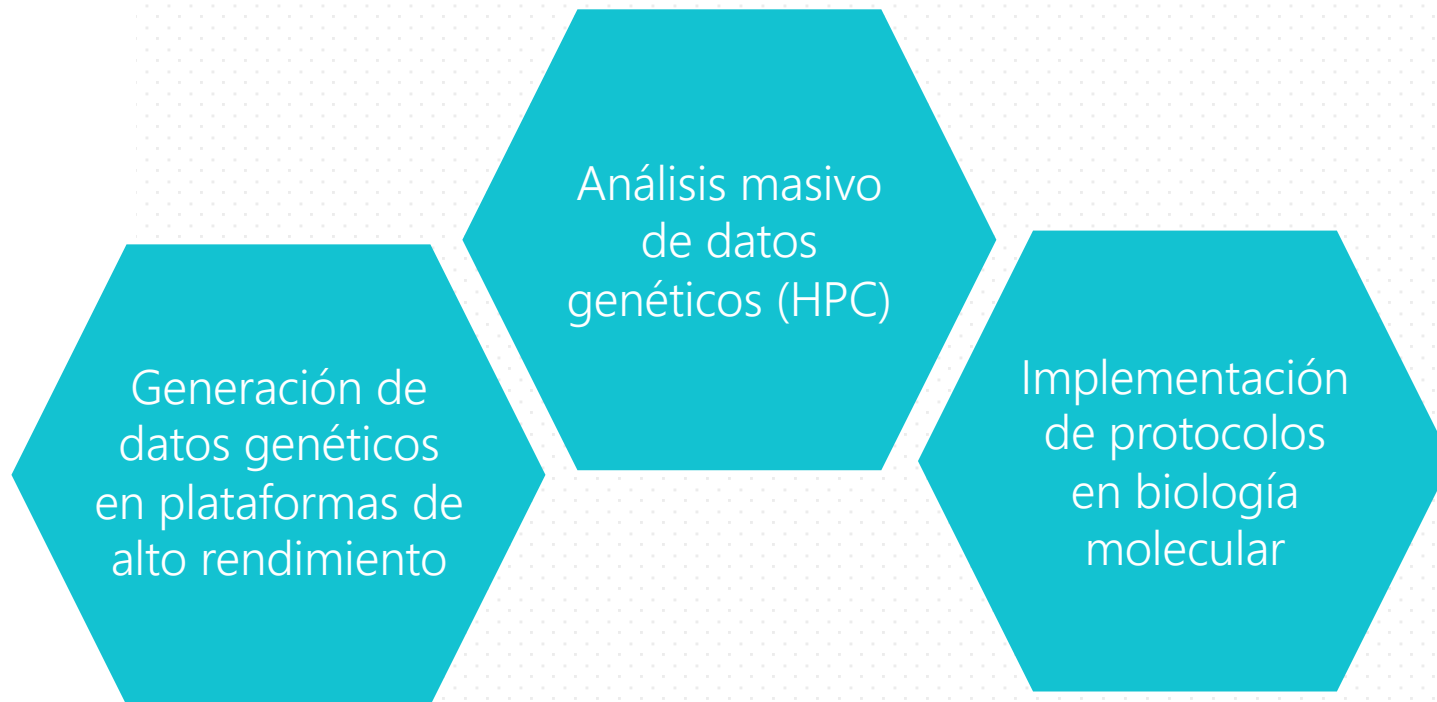 Generación de
datos genéticos
en plataformas de
alto rendimiento
Análisis masivo
de datos
genéticos (HPC)
Implementación
de protocolos
en biología
molecular